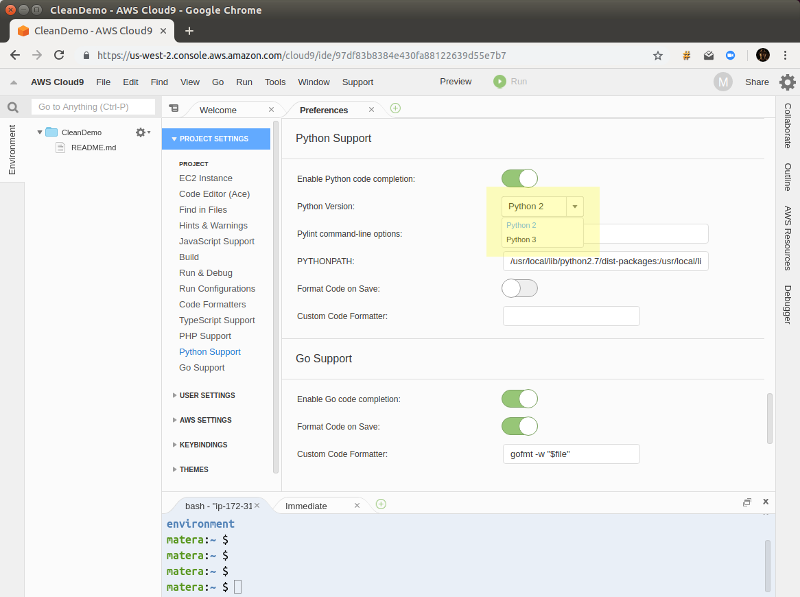 CleanDemo - AWS Cloud9 - Google Chrome
CleanDemo - AWS Cloud9
https://us-west-2.console.aws.amazon.com/cloud9/ide/97df83b8384e430fa88122639d55e7b7
AWS Cloud9 File Edit Find View Go Run Tools Window Support Preview Run M Share
Go to Anything (Ctrl-P)
Welcome
Preferences
Environment
CleanDemo
README.md
PROJECT SETTINGS
PROJECT
EC2 Instance
Code Editor (Ace)
Find in Files
Hints & Warnings
JavaScript Support
Build
Run & Debug
Run Configurations
Code Formatters
TypeScript Support
PHP Support
Python Support
Go Support
USER SETTINGS
AWS SETTINGS
KEYBINDINGS
THEMES
Python Support
Enable Python code completion:
Python Version:
Python 2
Python 2
Python 3
Pylint command-line options:
PYTHONPATH:
/usr/local/lib/python2.7/dist-packages:/usr/local/li
Format Code on Save:
Custom Code Formatter:
Go Support
Enable Go code completion:
Format Code on Save:
Custom Code Formatter:
gofmt -w "$file"
Collaborate
Outline
AWS Resources
Debugger
bash - "ip-172-31
Immediate
environment
matera:~ $
matera:~ $
matera:~ $
matera:~ $